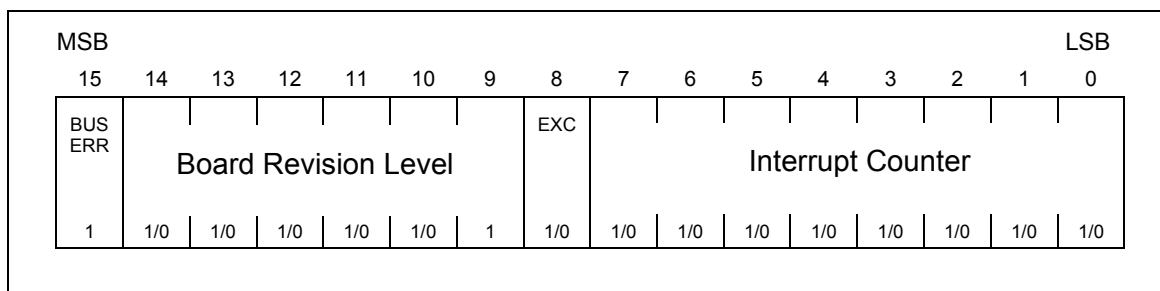 MSB LSB
15 14 13 12 11 10 9 8 7 6 5 4 3 2 1 0
BUS EXC
ERR
Board Revision Level Interrupt Counter
1 1/0 1/0 1/0 1/0 1/0 1 1/0 1/0 1/0 1/0 1/0 1/0 1/0 1/0 1/0